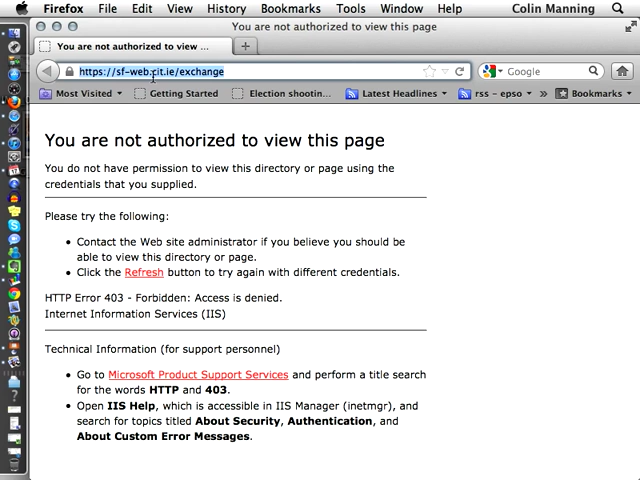 Firefox File Edit View History Bookmarks Tools Window Help Colin Manning
You are not authorized to view this page
You are not authorized to view ...
https://sf-web.cit.ie/exchange
Google
Most Visited Getting Started Election shootin... Latest Headlines rss - epso » Bookmarks
You are not authorized to view this page
You do not have permission to view this directory or page using the
credentials that you supplied.
Please try the following:
• Contact the Web site administrator if you believe you should be
able to view this directory or page.
• Click the Refresh button to try again with different credentials.
HTTP Error 403 - Forbidden: Access is denied.
Internet Information Services (IIS)
Technical Information (for support personnel)
• Go to Microsoft Product Support Services and perform a title search
for the words HTTP and 403.
• Open IIS Help, which is accessible in IIS Manager (inetmgr), and
search for topics titled About Security, Authentication, and
About Custom Error Messages.